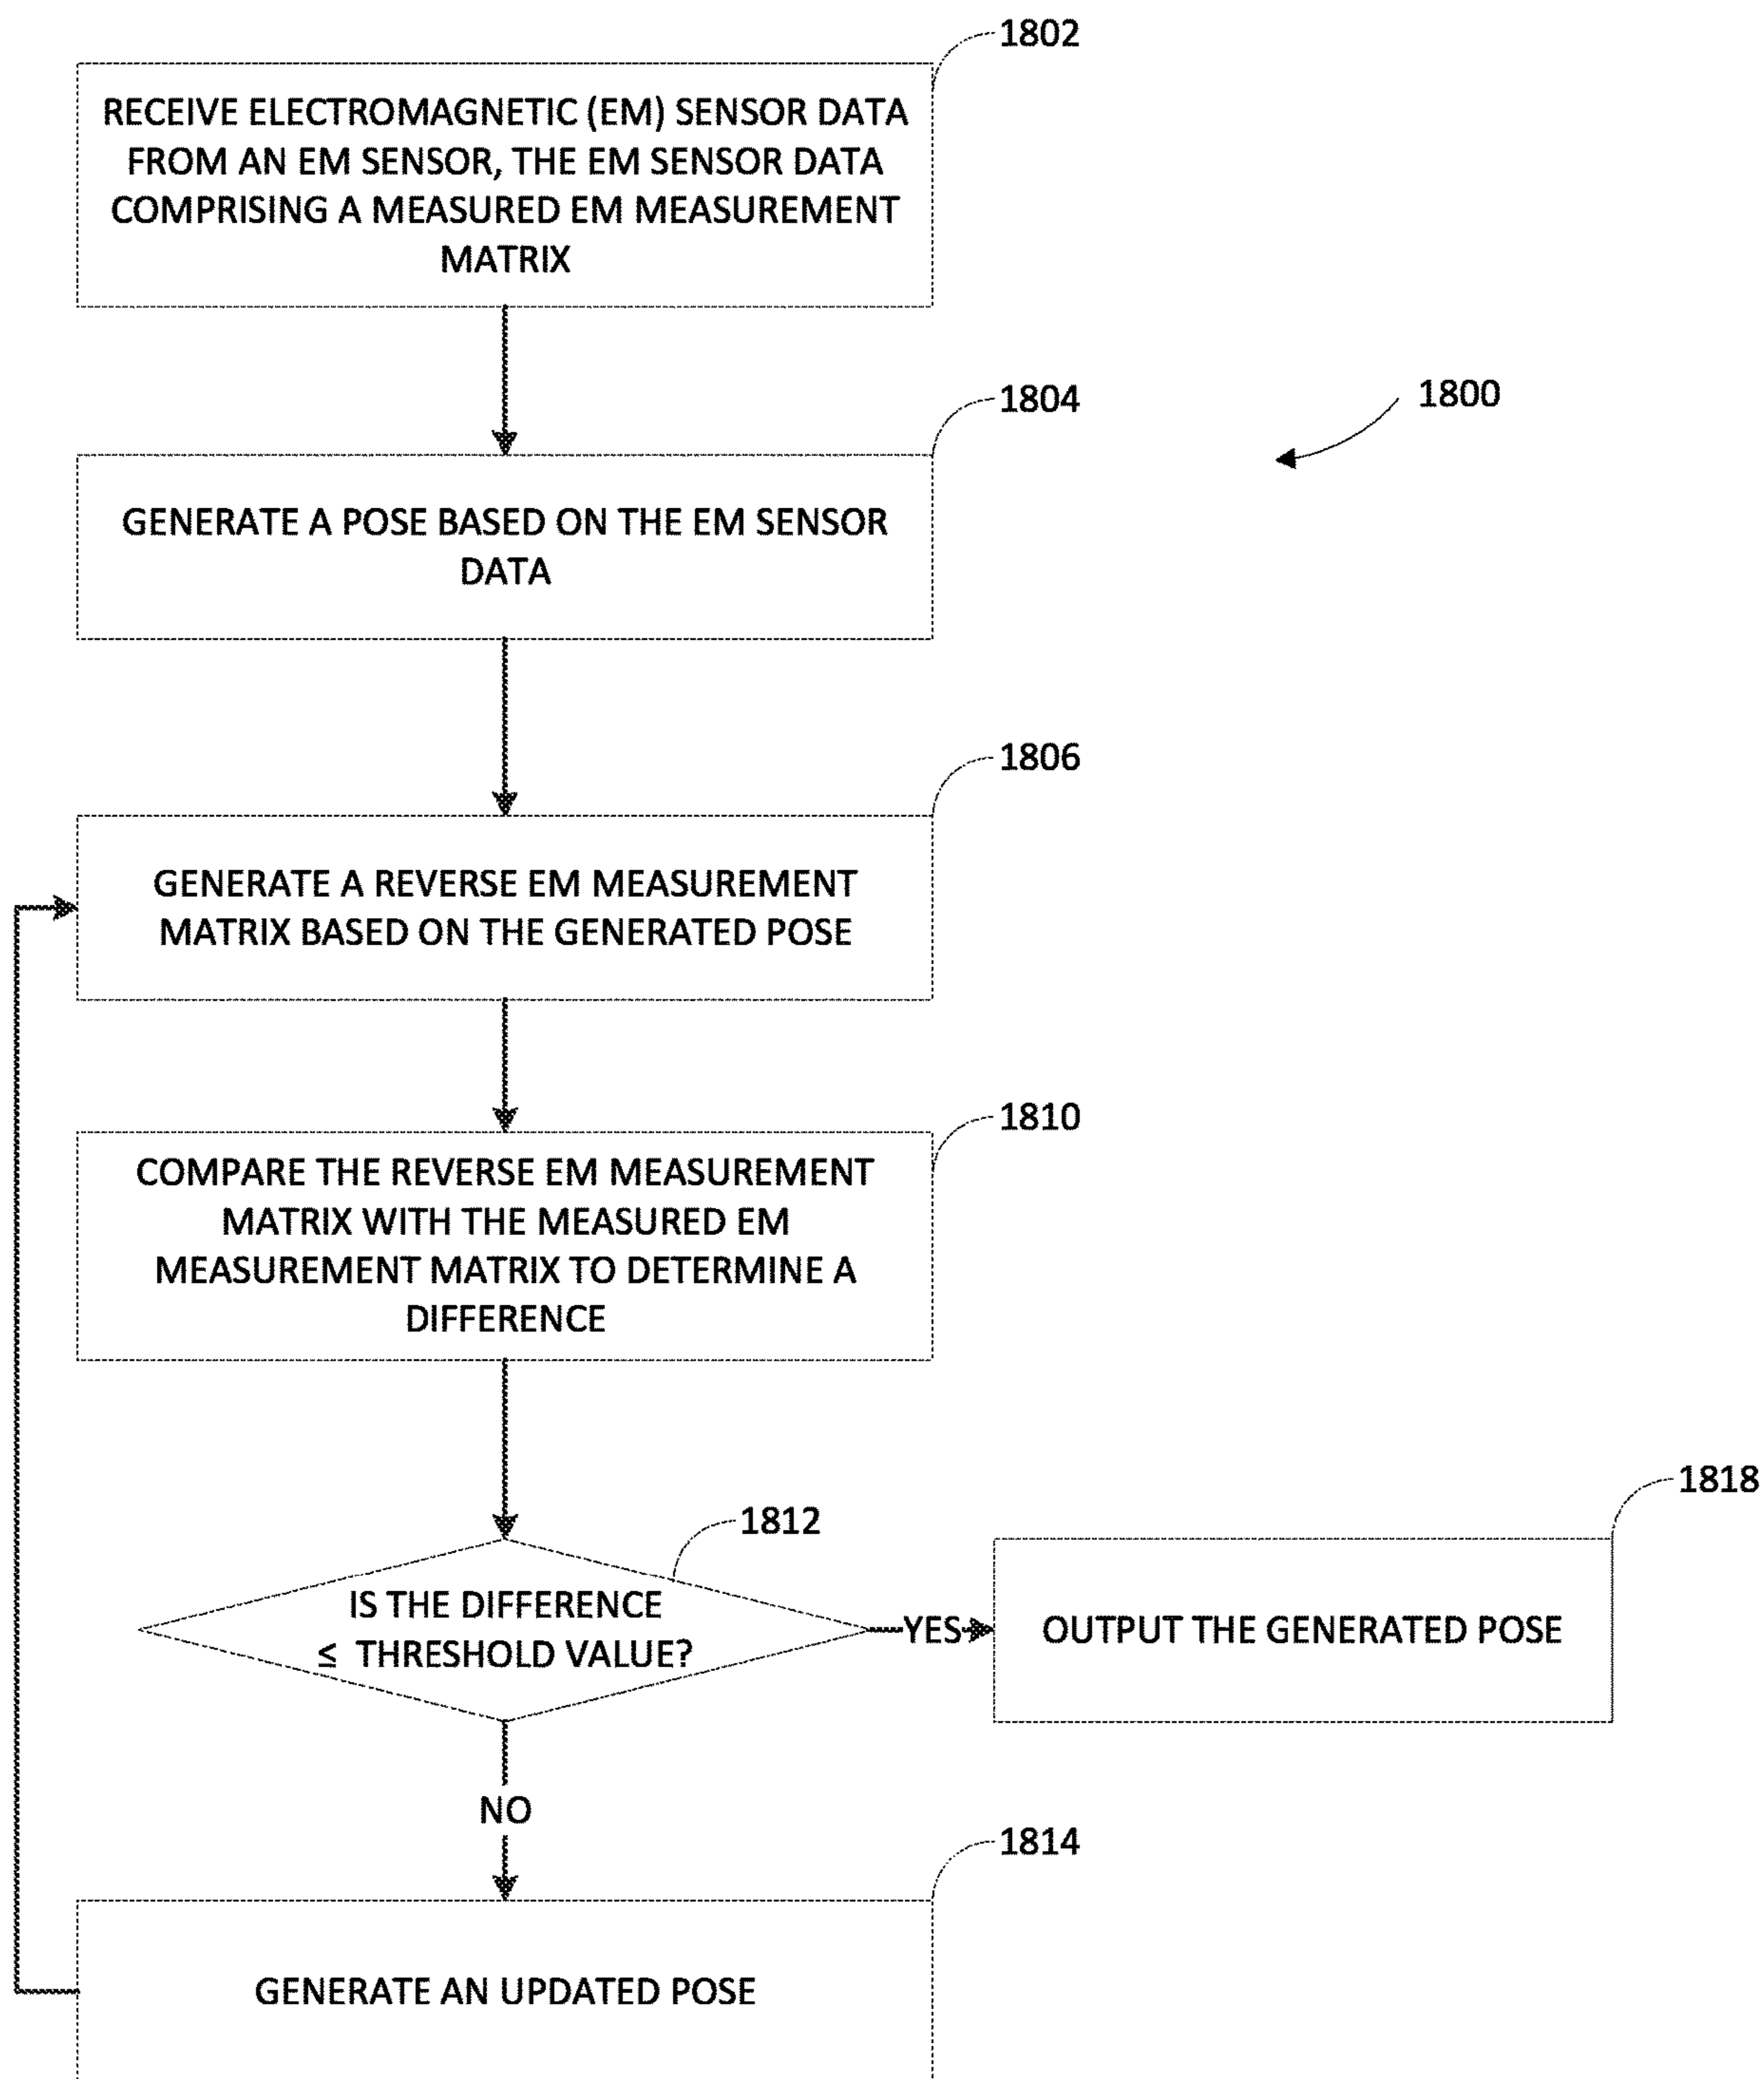 1802
RECEIVE ELECTROMAGNETIC (EM) SENSOR DATA
FROM AN EM SENSOR, THE EM SENSOR DATA
COMPRISING A MEASURED EM MEASUREMENT
MATRIX
1804
1800
GENERATE A POSE BASED ON THE EM SENSOR
DATA
1806
GENERATE A REVERSE EM MEASUREMENT
MATRIX BASED ON THE GENERATED POSE
1810
COMPARE THE REVERSE EM MEASUREMENT
MATRIX WITH THE MEASURED EM
MEASUREMENT MATRIX TO DETERMINE A
DIFFERENCE
1812
IS THE DIFFERENCE
≤ THRESHOLD VALUE?
YES
1818
OUTPUT THE GENERATED POSE
NO
1814
GENERATE AN UPDATED POSE